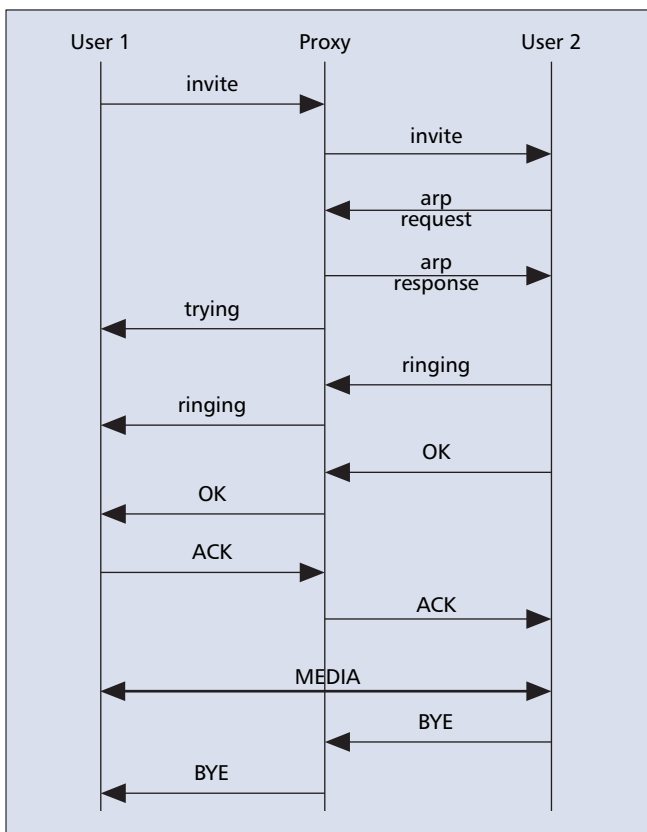 User 1 Proxy User 2
invite
invite
arp
request
arp
response
trying
ringing
ringing
OK
OK
ACK
ACK
MEDIA
BYE
BYE